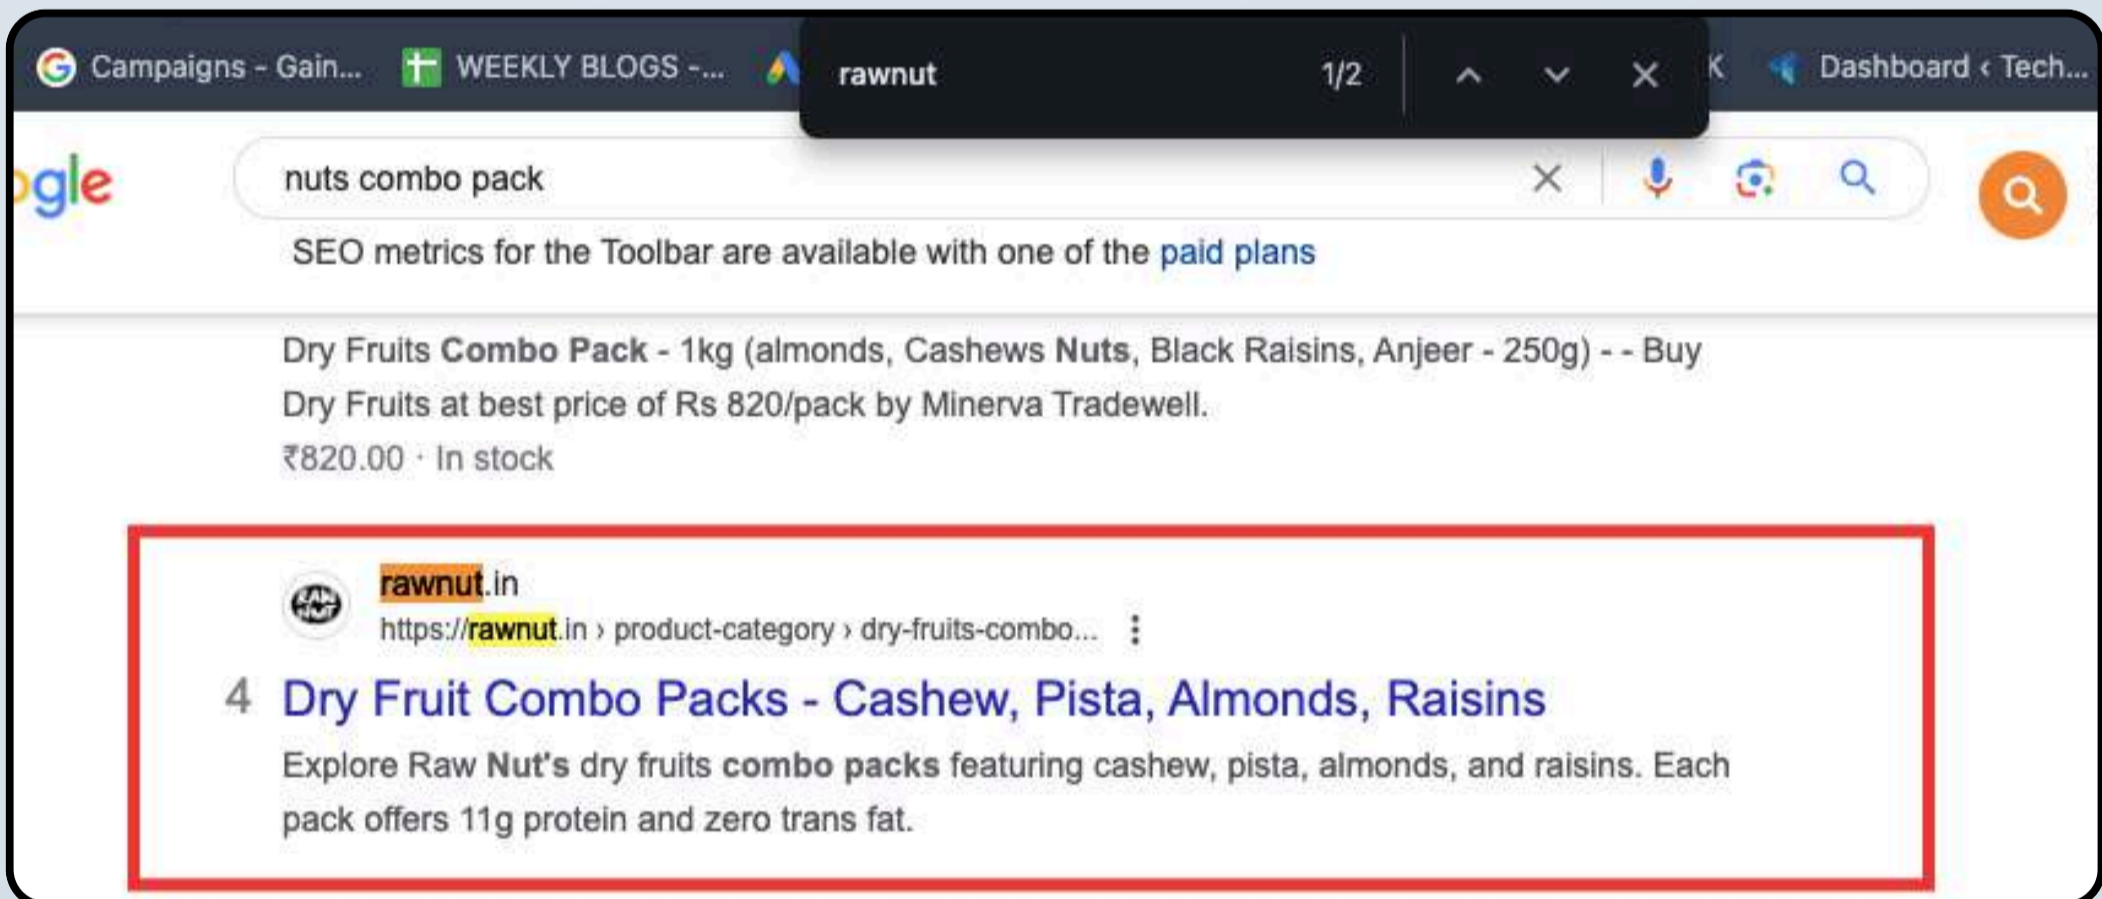 Campaigns - Gain...
WEEKLY BLOGS -...
rawnut
1/2
K
Dashboard ‹ Tech...
ogle
nuts combo pack
SEO metrics for the Toolbar are available with one of the paid plans
Dry Fruits Combo Pack - 1kg (almonds, Cashews Nuts, Black Raisins, Anjeer - 250g) - - Buy
Dry Fruits at best price of Rs 820/pack by Minerva Tradewell.
₹820.00 · In stock
RAW
NUT
rawnut.in
https://rawnut.in › product-category › dry-fruits-combo...
4 Dry Fruit Combo Packs - Cashew, Pista, Almonds, Raisins
Explore Raw Nut's dry fruits combo packs featuring cashew, pista, almonds, and raisins. Each
pack offers 11g protein and zero trans fat.